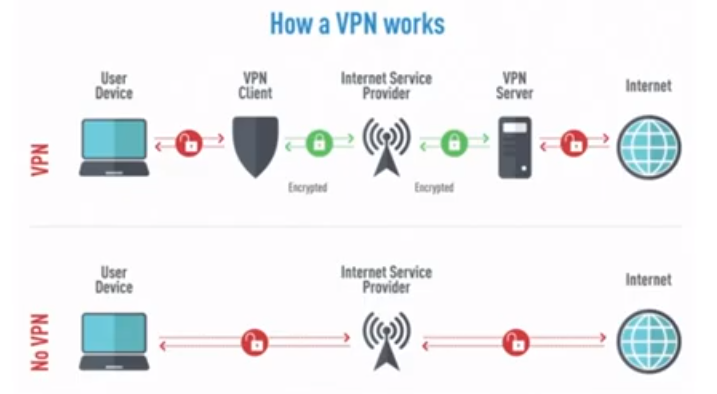 How a VPN works
User
Device
VPN
Client
Internet Service
Provider
VPN
Server
Internet
VPN
Encrypted
Encrypted
User
Device
Internet Service
Provider
Internet
No VPN